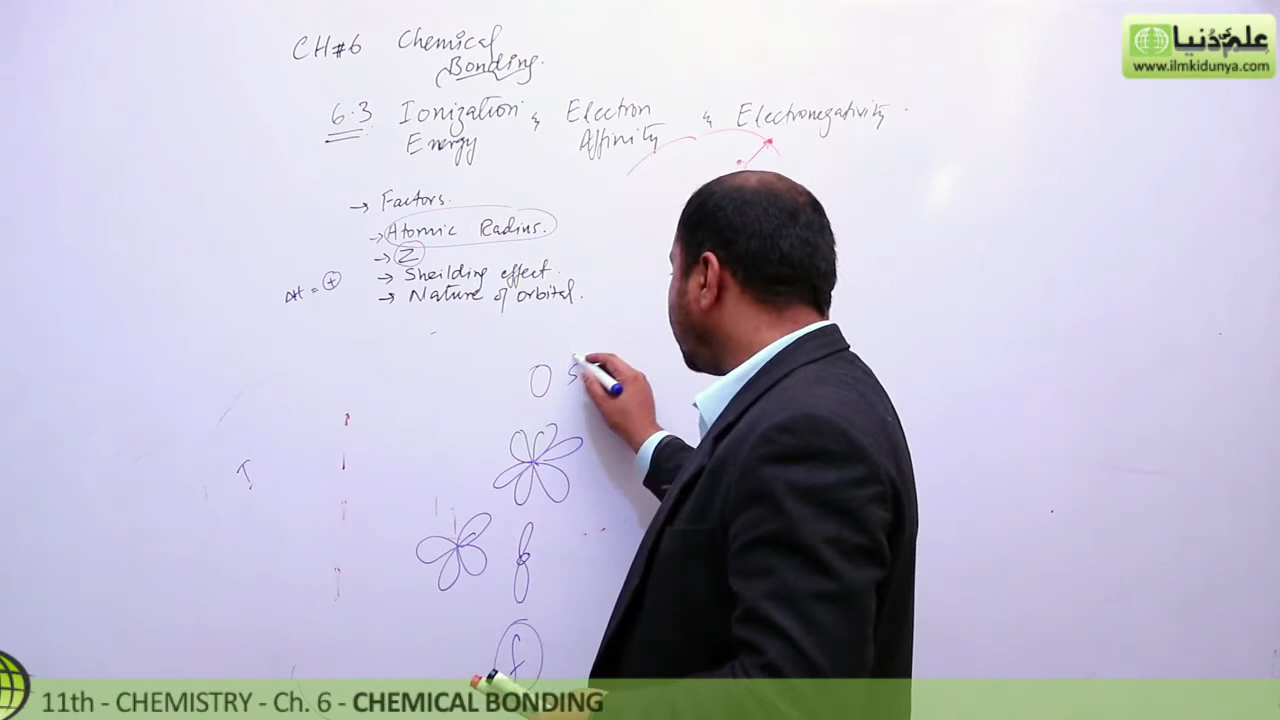 علم کی دُنیا
www.ilmkidunya.com
CH#6 Chemical Bonding.
6.3 Ionization Energy & Electron Affinity & Electronegativity.
→ Factors.
→ Atomic Radius.
→ Z
→ Sheilding effect.
→ Nature of orbital.
ΔH = +
S
f
11th - CHEMISTRY - Ch. 6 - CHEMICAL BONDING